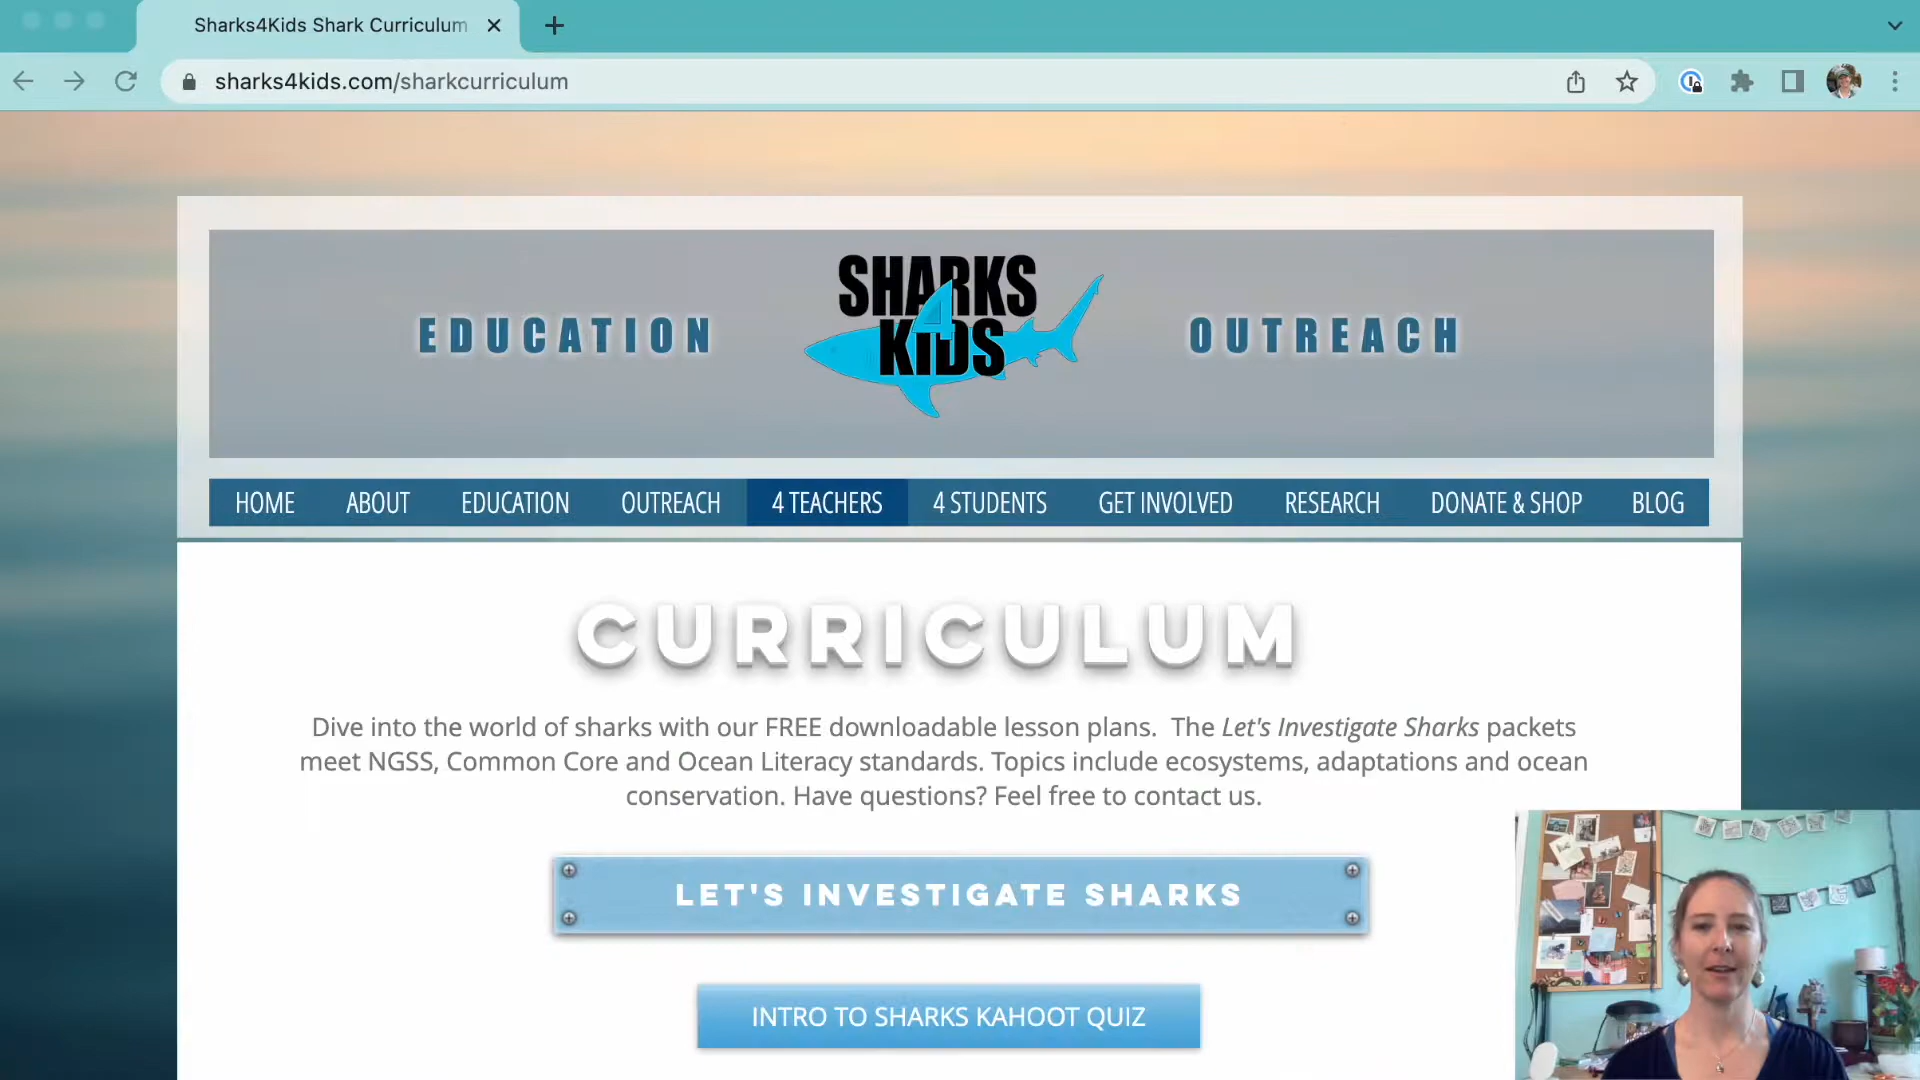 Sharks4Kids Shark Curriculum
sharks4kids.com/sharkcurriculum
EDUCATION
SHARKS
4
KIDS
OUTREACH
HOME ABOUT EDUCATION OUTREACH 4 TEACHERS 4 STUDENTS GET INVOLVED RESEARCH DONATE & SHOP BLOG
CURRICULUM
Dive into the world of sharks with our FREE downloadable lesson plans. The Let's Investigate Sharks packets
meet NGSS, Common Core and Ocean Literacy standards. Topics include ecosystems, adaptations and ocean
conservation. Have questions? Feel free to contact us.
LET'S INVESTIGATE SHARKS
INTRO TO SHARKS KAHOOT QUIZ